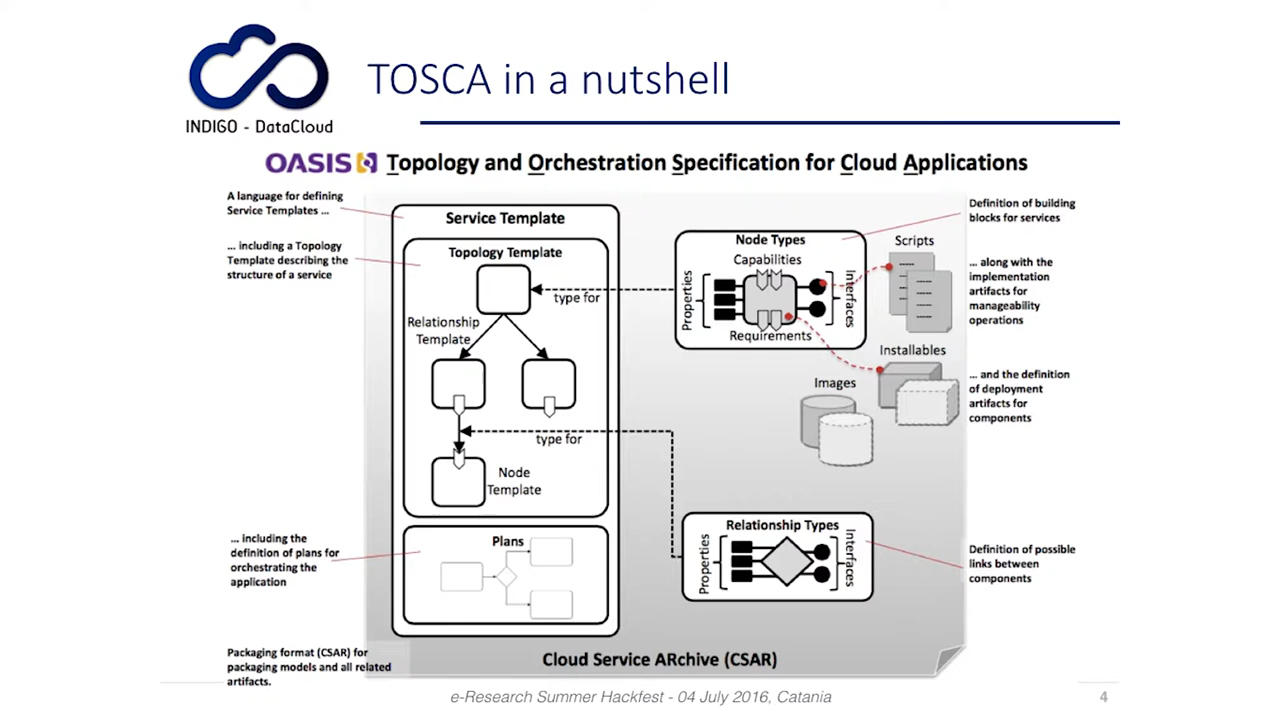 INDIGO - DataCloud
TOSCA in a nutshell
OASIS Topology and Orchestration Specification for Cloud Applications
A language for defining
Service Templates ...
... including a Topology
Template describing the
structure of a service
... including the
definition of plans for
orchestrating the
application
Packaging format (CSAR) for
packaging models and all related
artifacts.
Service Template
Topology Template
type for
Relationship
Template
type for
Node
Template
Plans
Node Types
Capabilities
Properties
Interfaces
Requirements
Scripts
Installables
Images
Relationship Types
Properties
Interfaces
Definition of building
blocks for services
... along with the
implementation
artifacts for
manageability
operations
... and the definition
of deployment
artifacts for
components
Definition of possible
links between
components
Cloud Service ARchive (CSAR)
e-Research Summer Hackfest - 04 July 2016, Catania
4